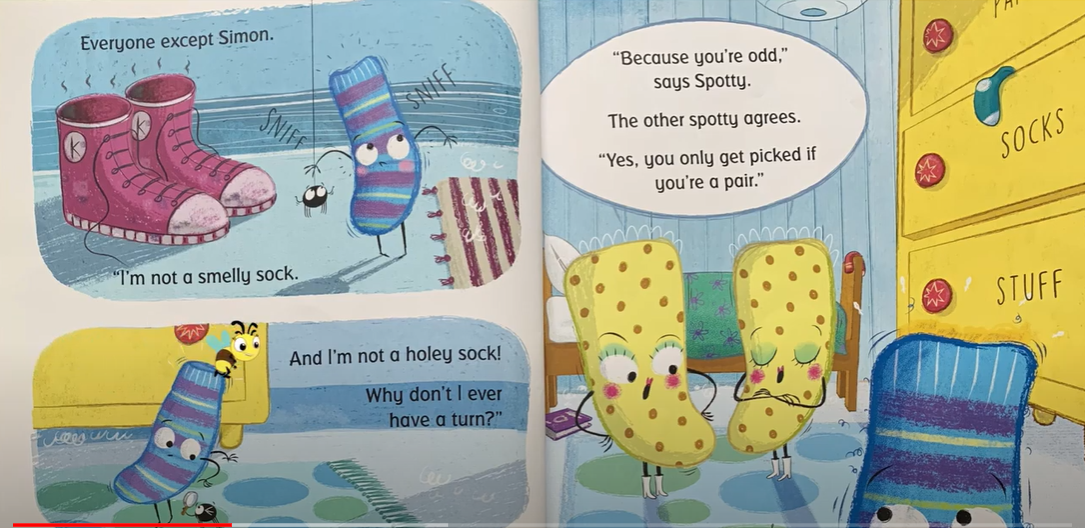 Everyone except Simon.
SNIFF
SNIFF
K
K
"I'm not a smelly sock.
And I'm not a holey sock!
Why don't I ever
have a turn?"
"Because you're odd,"
says Spotty.
The other spotty agrees.
"Yes, you only get picked if
you're a pair."
SOCKS
STUFF